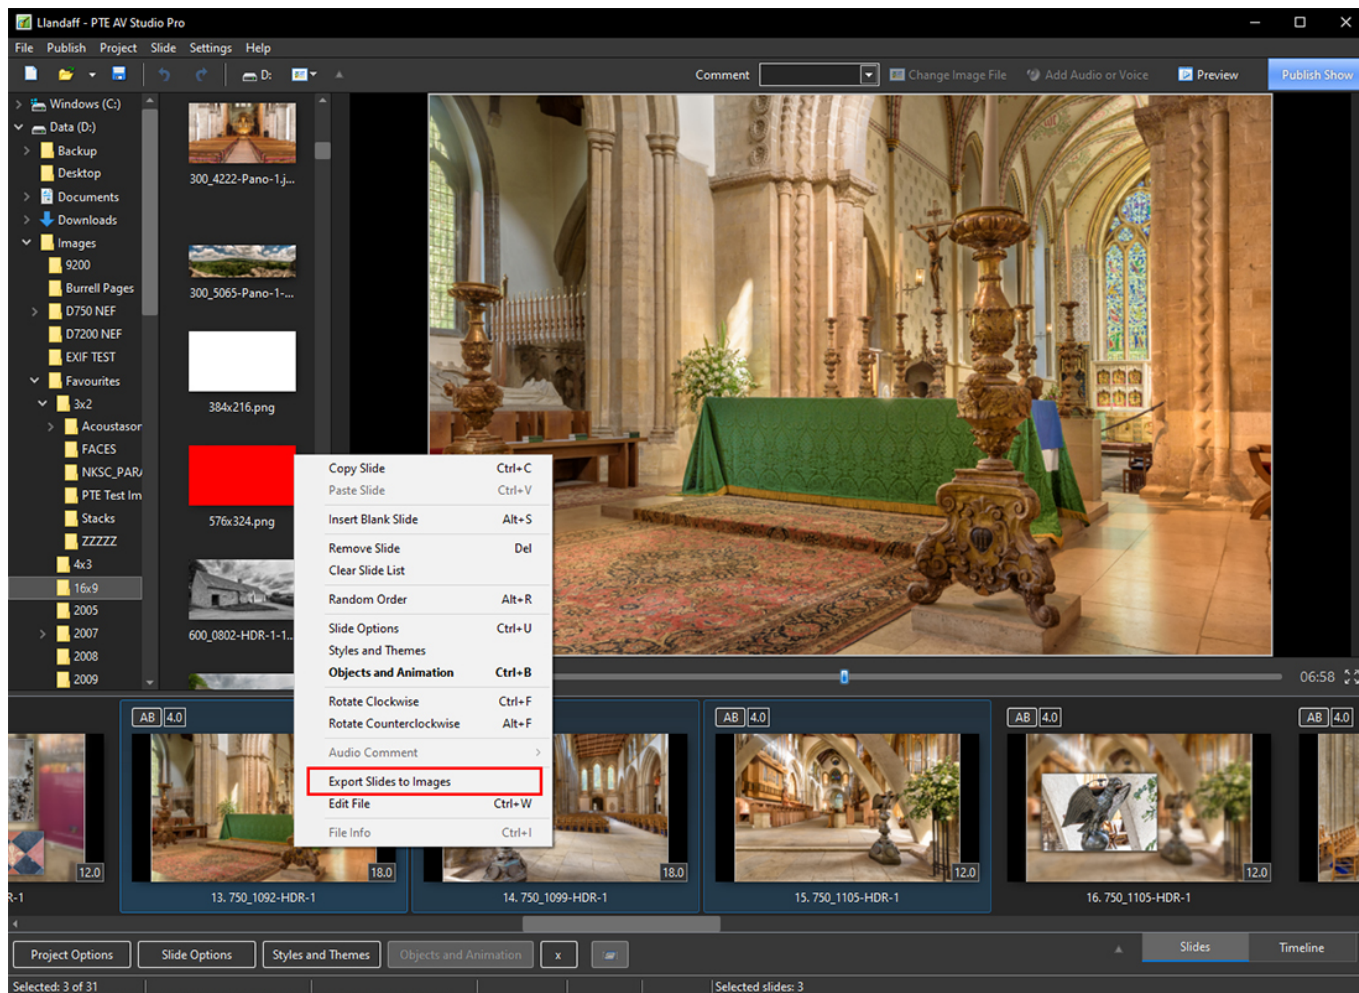 Llandaff - PTE AV Studio Pro
File Publish Project Slide Settings Help
D: Comment Change Image File Add Audio or Voice Preview Publish Show
Windows (C:)
Data (D:)
Backup
Desktop
Documents
Downloads
Images
9200
Burrell Pages
D750 NEF
D7200 NEF
EXIF TEST
Favourites
3x2
Acoustason
FACES
NKSC_PAR
PTE Test Im
Stacks
ZZZZZ
4x3
16x9
2005
2007
2008
2009
300_4222-Pano-1.j...
300_5065-Pano-1-...
384x216.png
576x324.png
600_0802-HDR-1-1...
Copy Slide Ctrl+C
Paste Slide Ctrl+V
Insert Blank Slide Alt+S
Remove Slide Del
Clear Slide List
Random Order Alt+R
Slide Options Ctrl+U
Styles and Themes
Objects and Animation Ctrl+B
Rotate Clockwise Ctrl+F
Rotate Counterclockwise Alt+F
Audio Comment
Export Slides to Images
Edit File Ctrl+W
File Info Ctrl+I
06:58
AB 4.0 AB 4.0 AB 4.0 AB 4.0
12.0 18.0 18.0 12.0 12.0
R-1 13. 750_1092-HDR-1 14. 750_1099-HDR-1 15. 750_1105-HDR-1 16. 750_1105-HDR-1
Project Options Slide Options Styles and Themes Objects and Animation x Slides Timeline
Selected: 3 of 31 Selected slides: 3